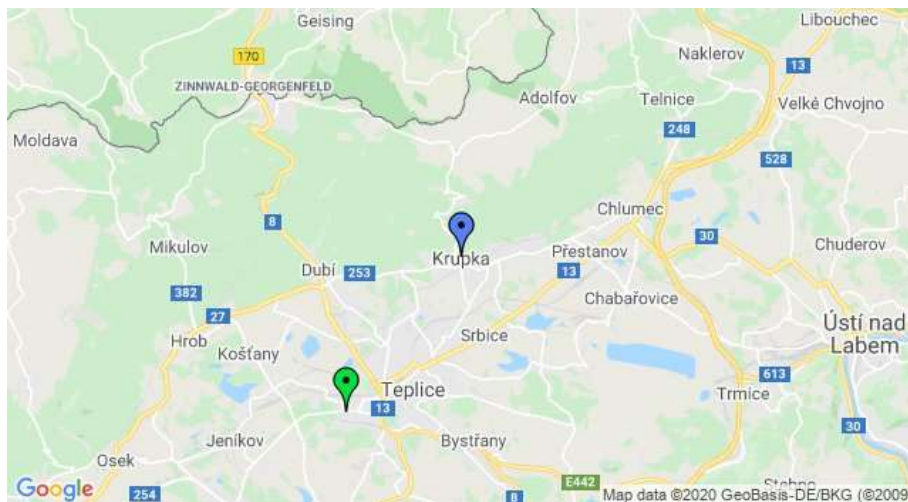 Geising
Libouchec
170
Naklerov
13
ZINNWALD-GEORGENFELD
Adolfov
Telnice
Velké Chvojno
Moldava
248
528
8
Chlumec
30
Mikulov
Krupka
Přestanov
Chuderov
Dubí
253
13
382
Chabařovice
27
Ústí nad
Labem
Hrob
Košťany
Srbice
613
Teplice
Trmice
13
30
Jeníkov
Bystřany
Osek
E442
Stebno
Google
254
8
Map data ©2020 GeoBasis-DE/BKG (©2009